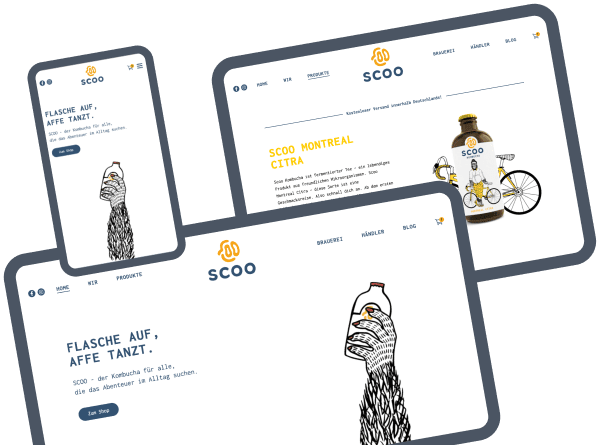 SCOO
FLASCHE AUF,
AFFE TANZT.
SCOO - der Kombucha für alle,
die das Abenteuer im Alltag suchen.
Zum Shop
HOME WIR PRODUKTE
SCOO
BRAUEREI HÄNDLER BLOG
Kostenloser Versand innerhalb Deutschlands!
SCOO MONTREAL
CITRA
Scoo Kombucha ist fermentierter Tee - ein lebendiges
Produkt aus freundlichen Mikroorganismen. Scoo
Montreal Citra - diese Sorte ist eine
Geschmacksreise. Also schnell dich an. Ab dem ersten
SCOO
HOME WIR PRODUKTE
SCOO
BRAUEREI HÄNDLER BLOG
FLASCHE AUF,
AFFE TANZT.
SCOO - der Kombucha für alle,
die das Abenteuer im Alltag suchen.
Zum Shop